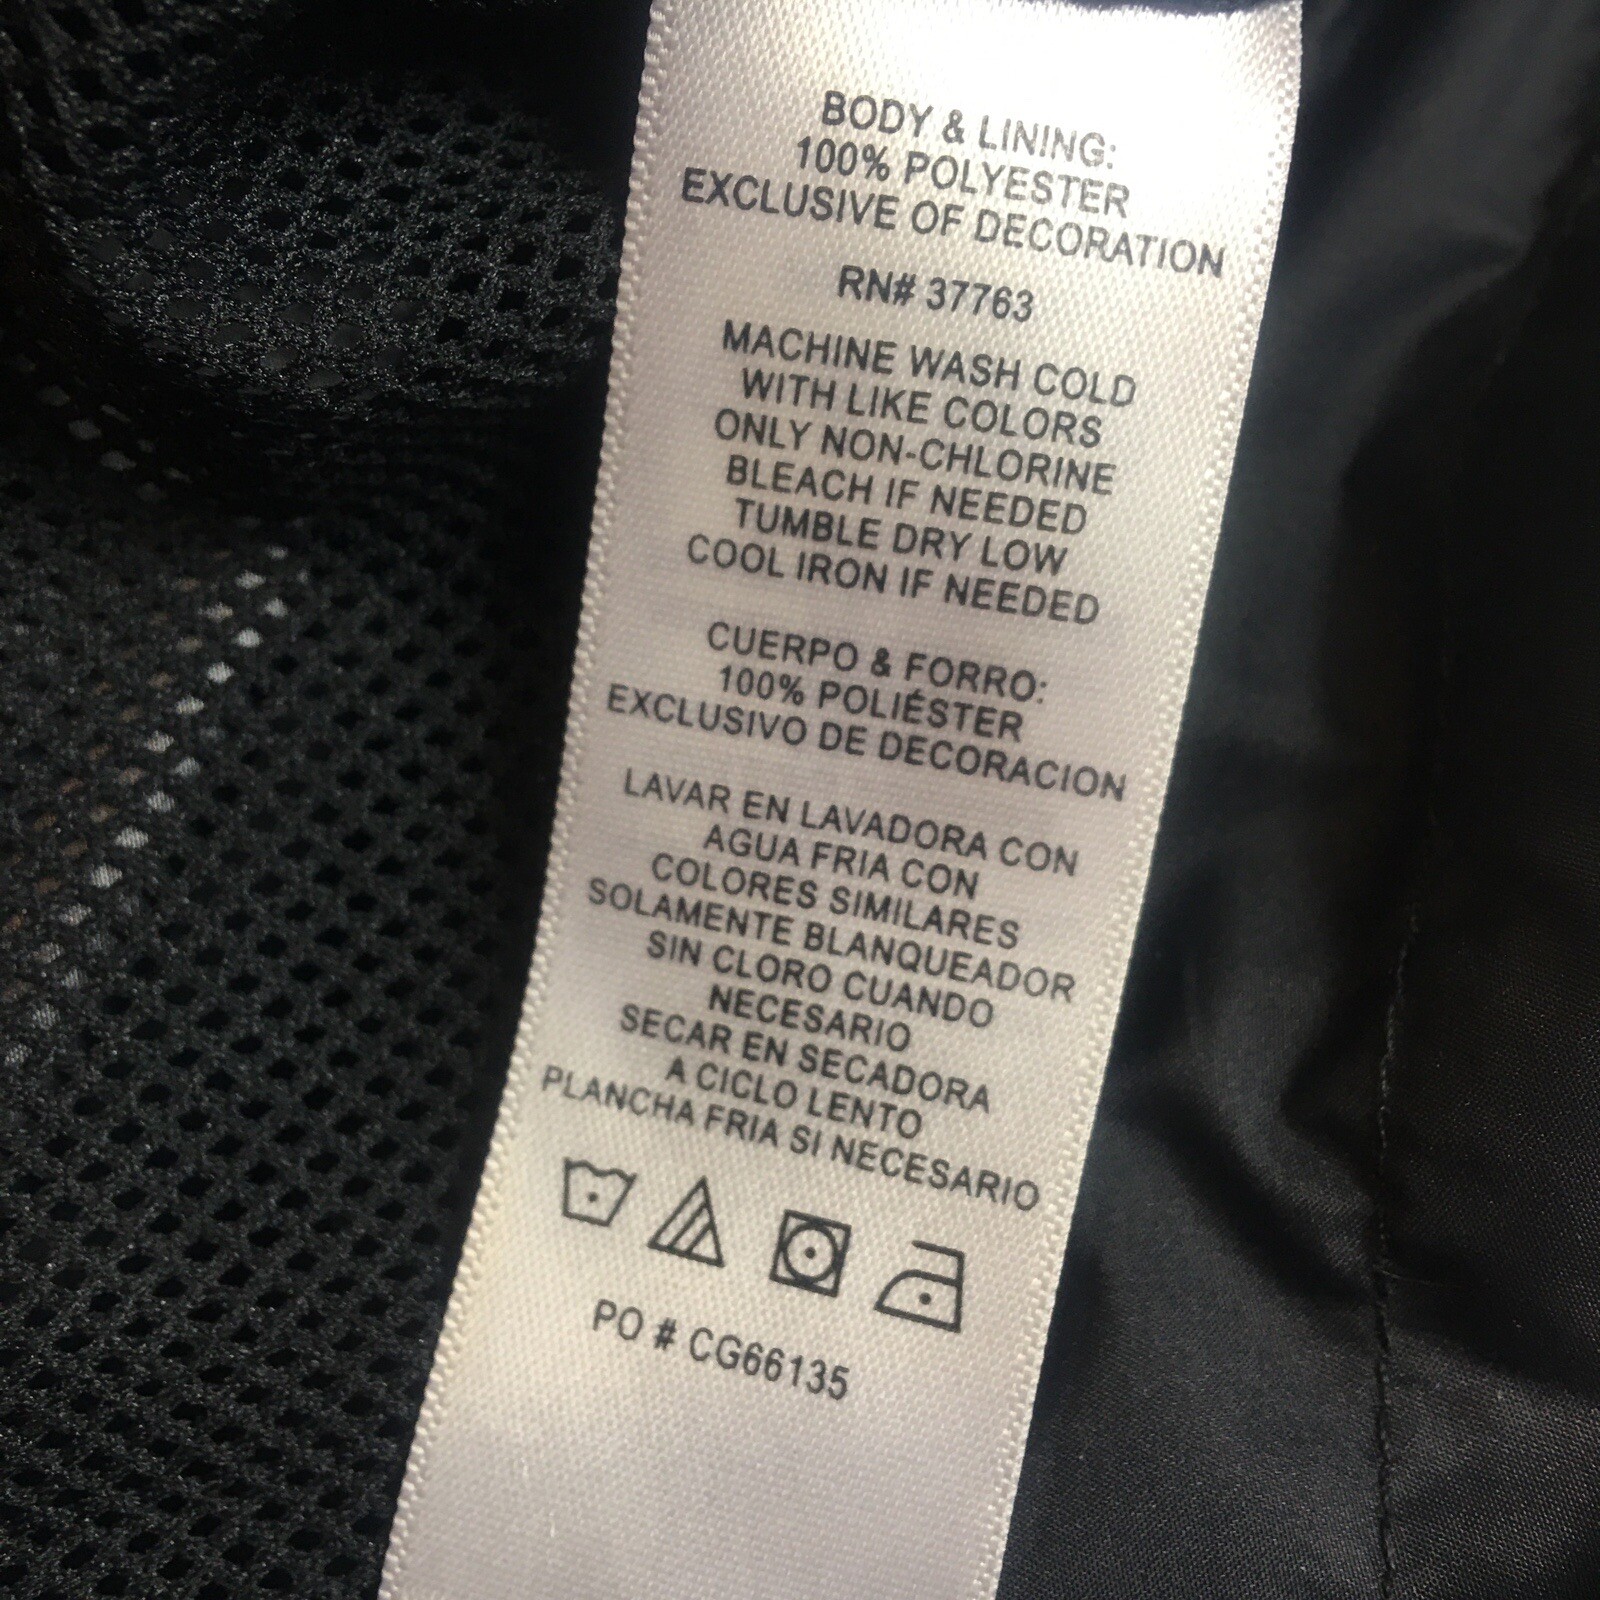 BODY & LINING:
100% POLYESTER
EXCLUSIVE OF DECORATION
RN# 37763
MACHINE WASH COLD
WITH LIKE COLORS
ONLY NON-CHLORINE
BLEACH IF NEEDED
TUMBLE DRY LOW
COOL IRON IF NEEDED
CUERPO & FORRO:
100% POLIÉSTER
EXCLUSIVO DE DECORACION
LAVAR EN LAVADORA CON
AGUA FRIA CON
COLORES SIMILARES
SOLAMENTE BLANQUEADOR
SIN CLORO CUANDO
NECESARIO
SECAR EN SECADORA
A CICLO LENTO
PLANCHA FRIA SI NECESARIO
PO # CG66135